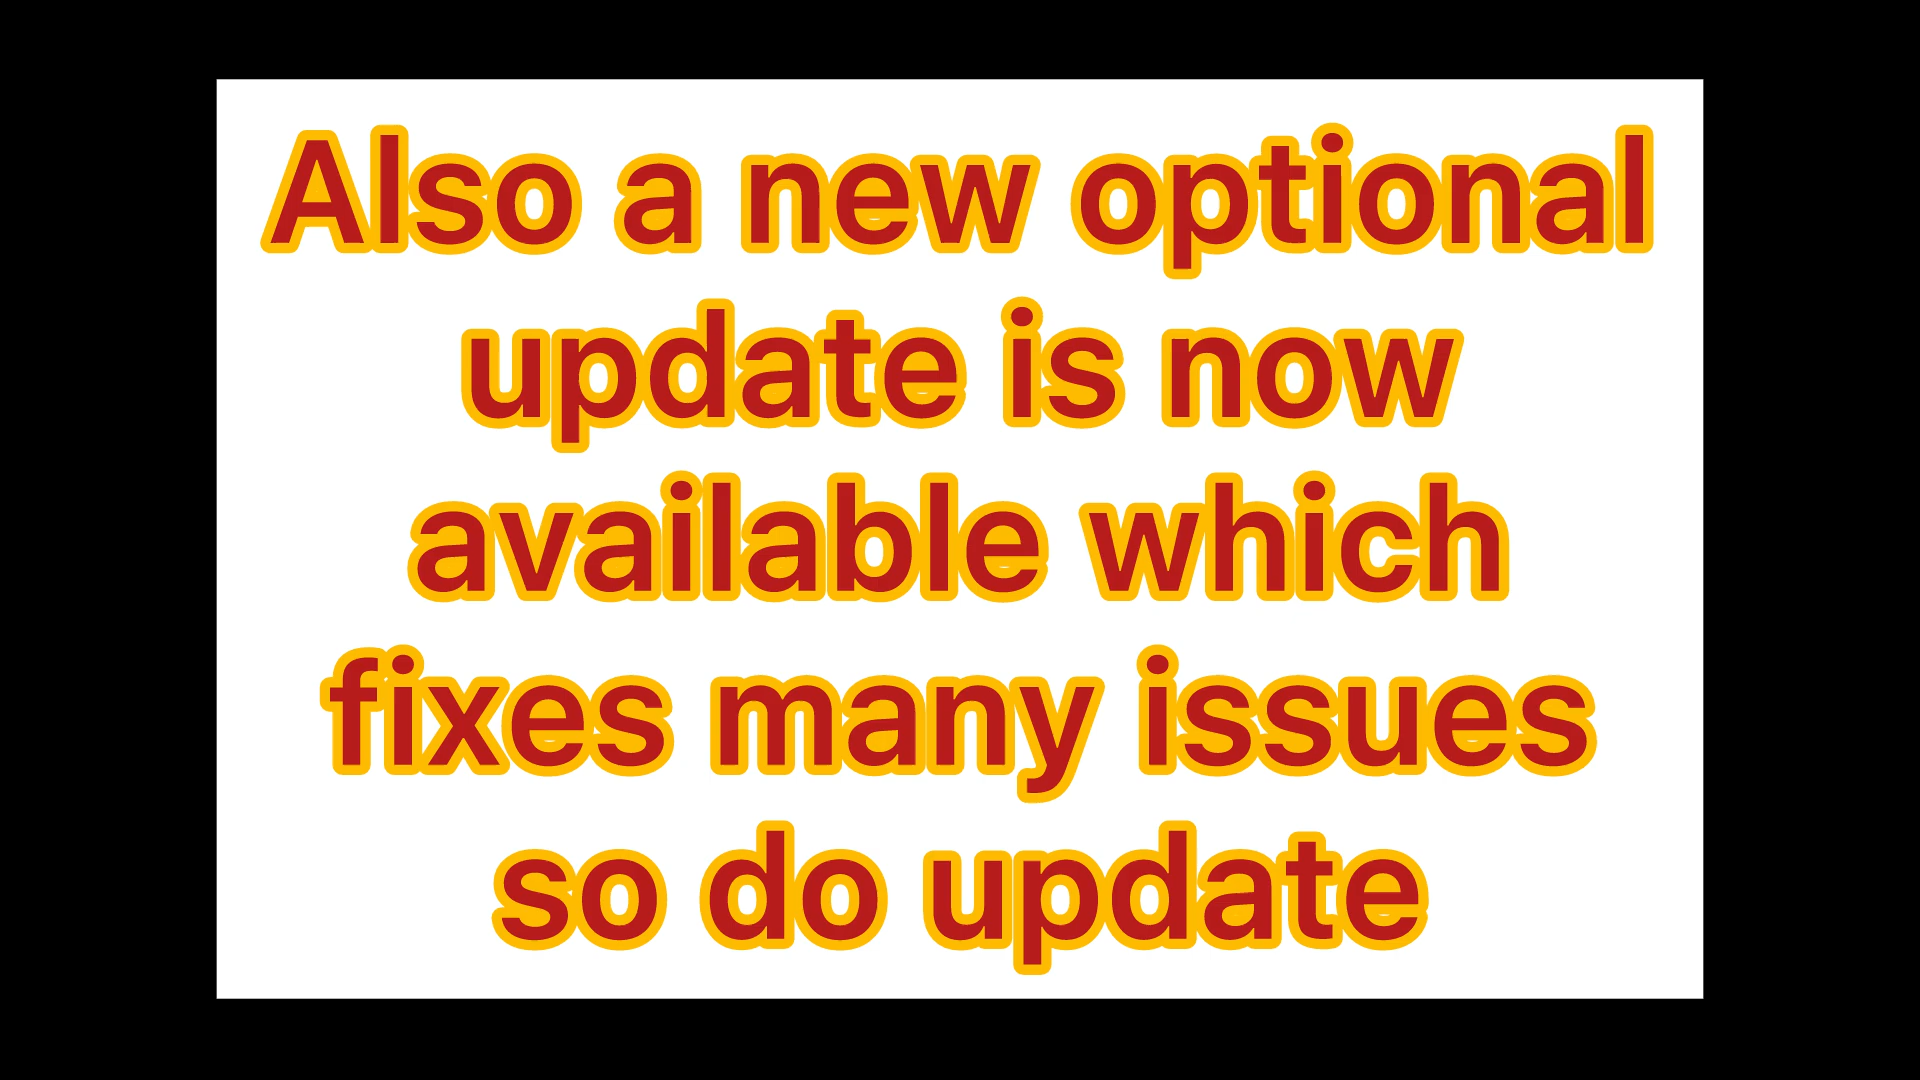 Also a new optional
update is now
available which
fixes many issues
so do update